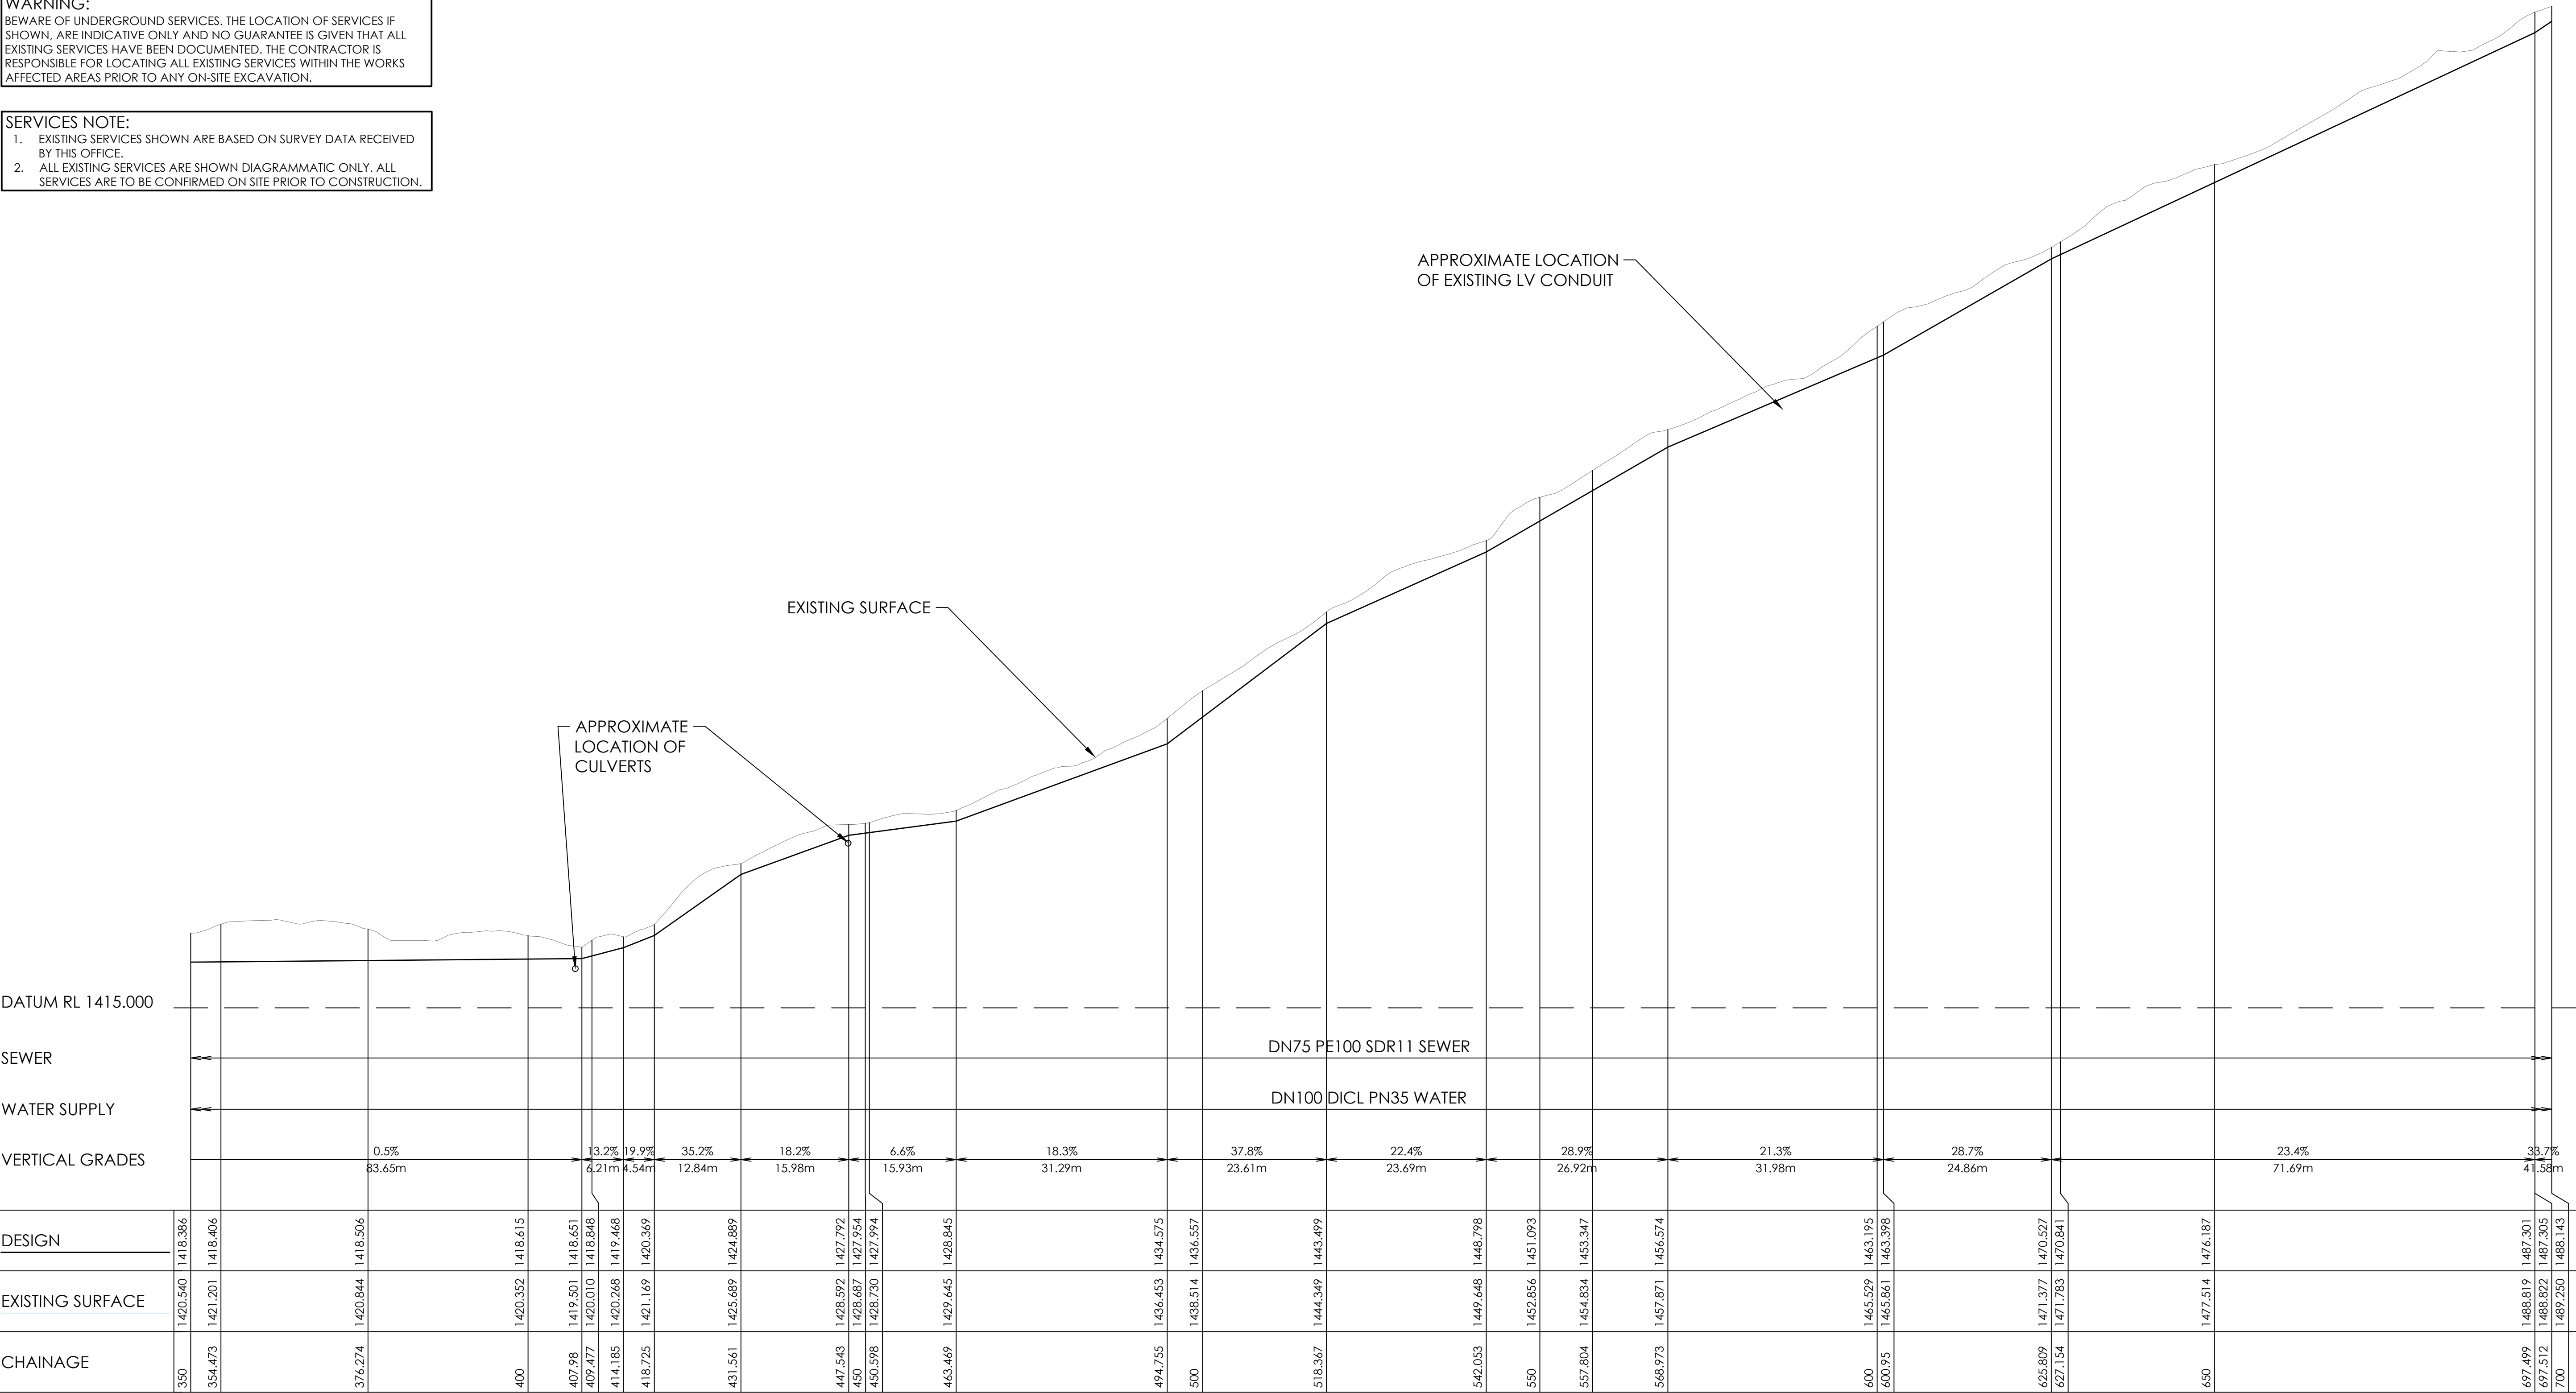 WARNING:
BEWARE OF UNDERGROUND SERVICES. THE LOCATION OF SERVICES IF
SHOWN, ARE INDICATIVE ONLY AND NO GUARANTEE IS GIVEN THAT ALL
EXISTING SERVICES HAVE BEEN DOCUMENTED. THE CONTRACTOR IS
RESPONSIBLE FOR LOCATING ALL EXISTING SERVICES WITHIN THE WORKS
AFFECTED AREAS PRIOR TO ANY ON-SITE EXCAVATION.
SERVICES NOTE:
1. EXISTING SERVICES SHOWN ARE BASED ON SURVEY DATA RECEIVED
BY THIS OFFICE.
2. ALL EXISTING SERVICES ARE SHOWN DIAGRAMMATIC ONLY. ALL
SERVICES ARE TO BE CONFIRMED ON SITE PRIOR TO CONSTRUCTION.
APPROXIMATE LOCATION
OF EXISTING LV CONDUIT
EXISTING SURFACE
APPROXIMATE
LOCATION OF
CULVERTS
DATUM RL 1415.000
SEWER DN75 PE100 SDR11 SEWER
WATER SUPPLY DN100 DICL PN35 WATER
VERTICAL GRADES
0.5% 13.2% 19.9% 35.2% 18.2% 6.6% 18.3% 37.8% 22.4% 28.9% 21.3% 28.7% 23.4% 33.7%
83.65m 6.21m 4.54m 12.84m 15.98m 15.93m 31.29m 23.61m 23.69m 26.92m 31.98m 24.86m 71.69m 41.58m
DESIGN 1418.386 1418.406 1418.506 1418.615 1418.651 1418.848 1419.468 1420.369 1424.889 1427.792 1427.954 1427.994 1428.845 1434.575 1436.557 1443.499 1448.798 1451.093 1453.347 1456.574 1463.195 1463.398 1470.527 1470.841 1476.187 1487.301 1487.305 1488.143
EXISTING SURFACE 1420.540 1421.201 1420.844 1420.352 1419.501 1420.010 1420.268 1421.169 1425.689 1428.592 1428.687 1428.730 1429.645 1436.453 1438.514 1444.349 1449.648 1452.856 1454.834 1457.871 1465.529 1465.861 1471.377 1471.783 1477.514 1488.819 1488.822 1489.250
CHAINAGE 350 354.473 376.274 400 407.98 409.477 414.185 418.725 431.561 447.543 450 450.598 463.469 494.755 500 518.367 542.053 550 557.804 568.973 600 600.95 625.809 627.154 650 697.499 697.512 700